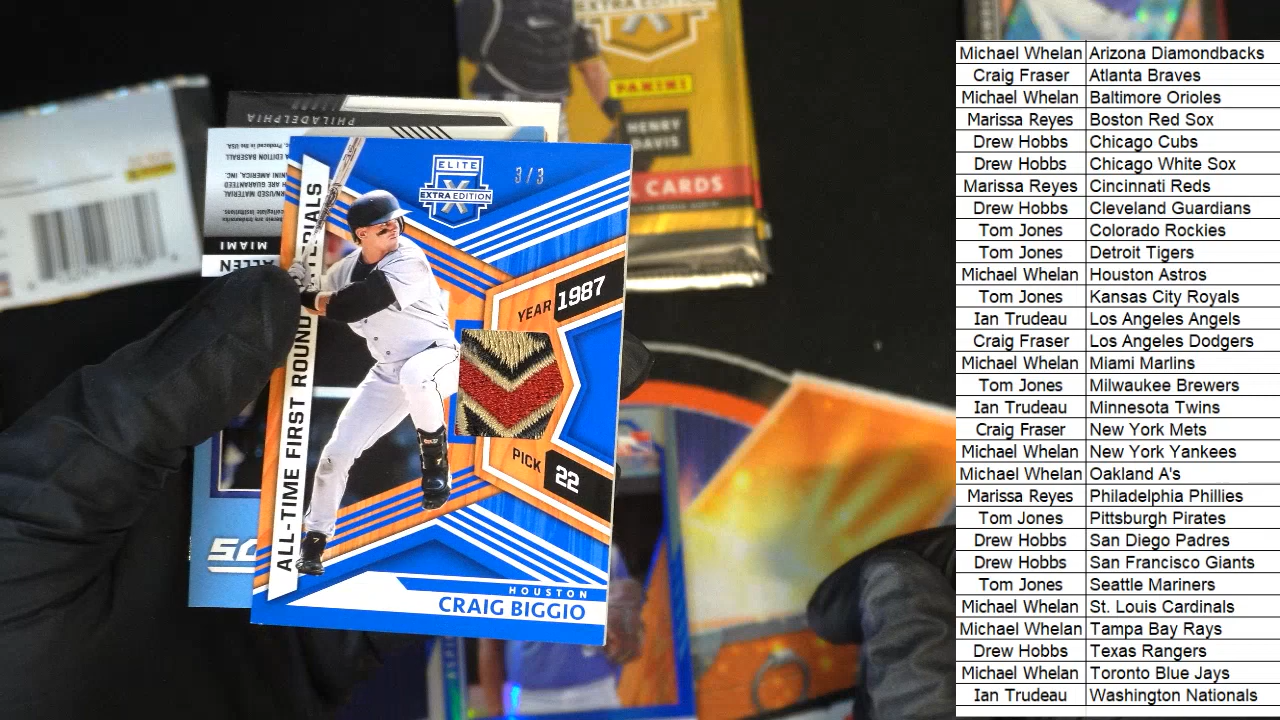 EXTRA EDITION
X
PANINI
HENRY
DAVIS
CARDS
PHILADELPHIA
MIAMI
ALLEN
ELITE
X
EXTRA EDITION
3/3
ALL-TIME FIRST ROUND
YEAR 1987
PICK 22
HOUSTON
CRAIG BIGGIO
Michael Whelan Arizona Diamondbacks
Craig Fraser Atlanta Braves
Michael Whelan Baltimore Orioles
Marissa Reyes Boston Red Sox
Drew Hobbs Chicago Cubs
Drew Hobbs Chicago White Sox
Marissa Reyes Cincinnati Reds
Drew Hobbs Cleveland Guardians
Tom Jones Colorado Rockies
Tom Jones Detroit Tigers
Michael Whelan Houston Astros
Tom Jones Kansas City Royals
Ian Trudeau Los Angeles Angels
Craig Fraser Los Angeles Dodgers
Michael Whelan Miami Marlins
Tom Jones Milwaukee Brewers
Ian Trudeau Minnesota Twins
Craig Fraser New York Mets
Michael Whelan New York Yankees
Michael Whelan Oakland A's
Marissa Reyes Philadelphia Phillies
Tom Jones Pittsburgh Pirates
Drew Hobbs San Diego Padres
Drew Hobbs San Francisco Giants
Tom Jones Seattle Mariners
Michael Whelan St. Louis Cardinals
Michael Whelan Tampa Bay Rays
Drew Hobbs Texas Rangers
Michael Whelan Toronto Blue Jays
Ian Trudeau Washington Nationals